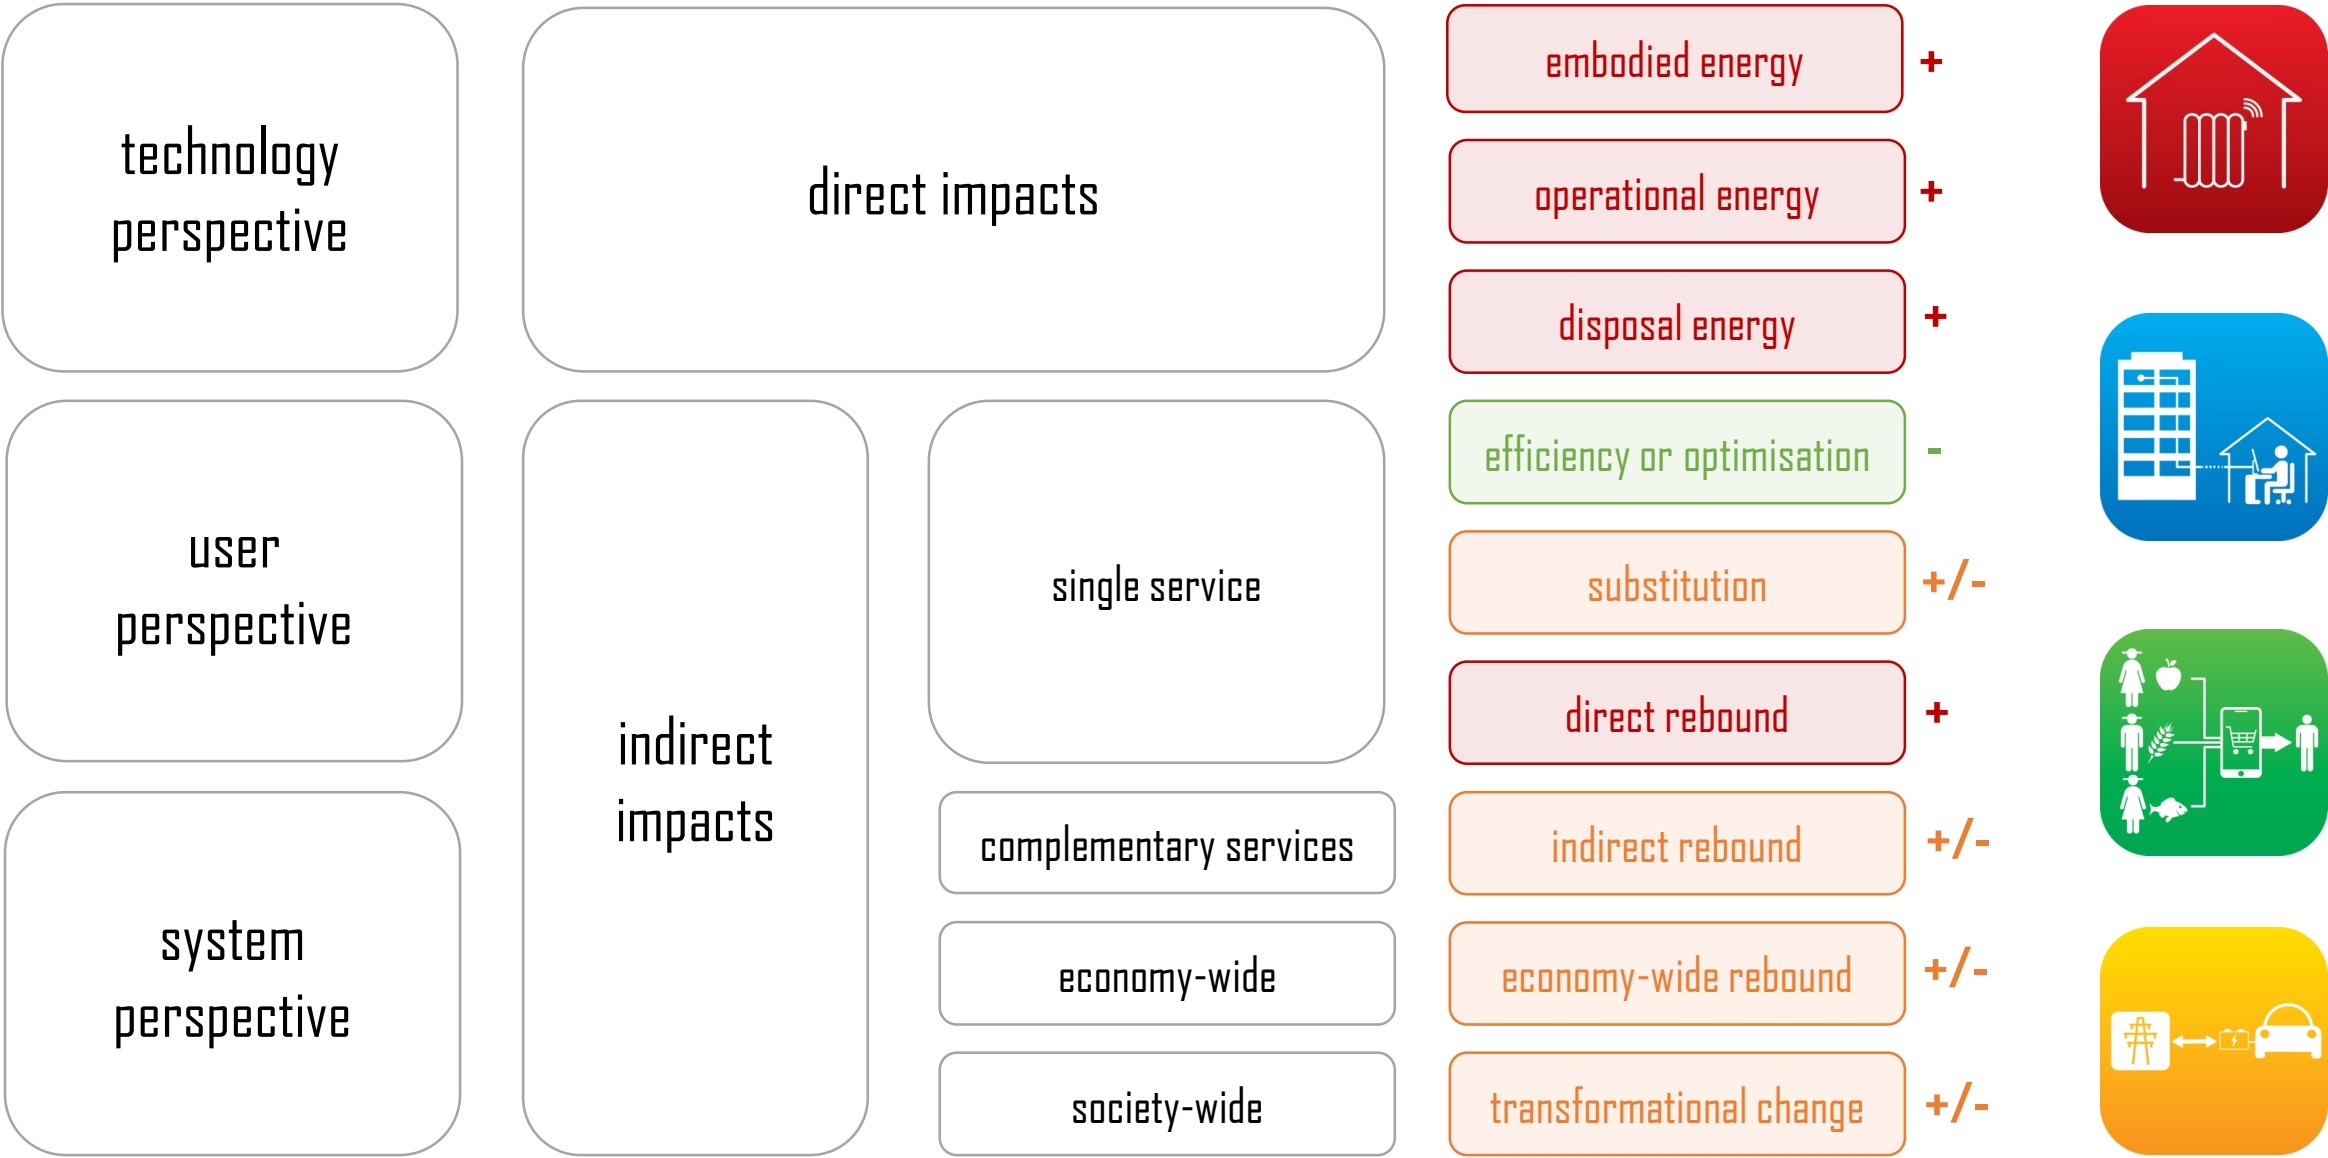 technology
perspective
direct impacts
embodied energy +
operational energy +
disposal energy +
user
perspective
indirect
impacts
single service
efficiency or optimisation -
substitution +/-
direct rebound +
system
perspective
complementary services
indirect rebound +/-
economy-wide
economy-wide rebound +/-
society-wide
transformational change +/-